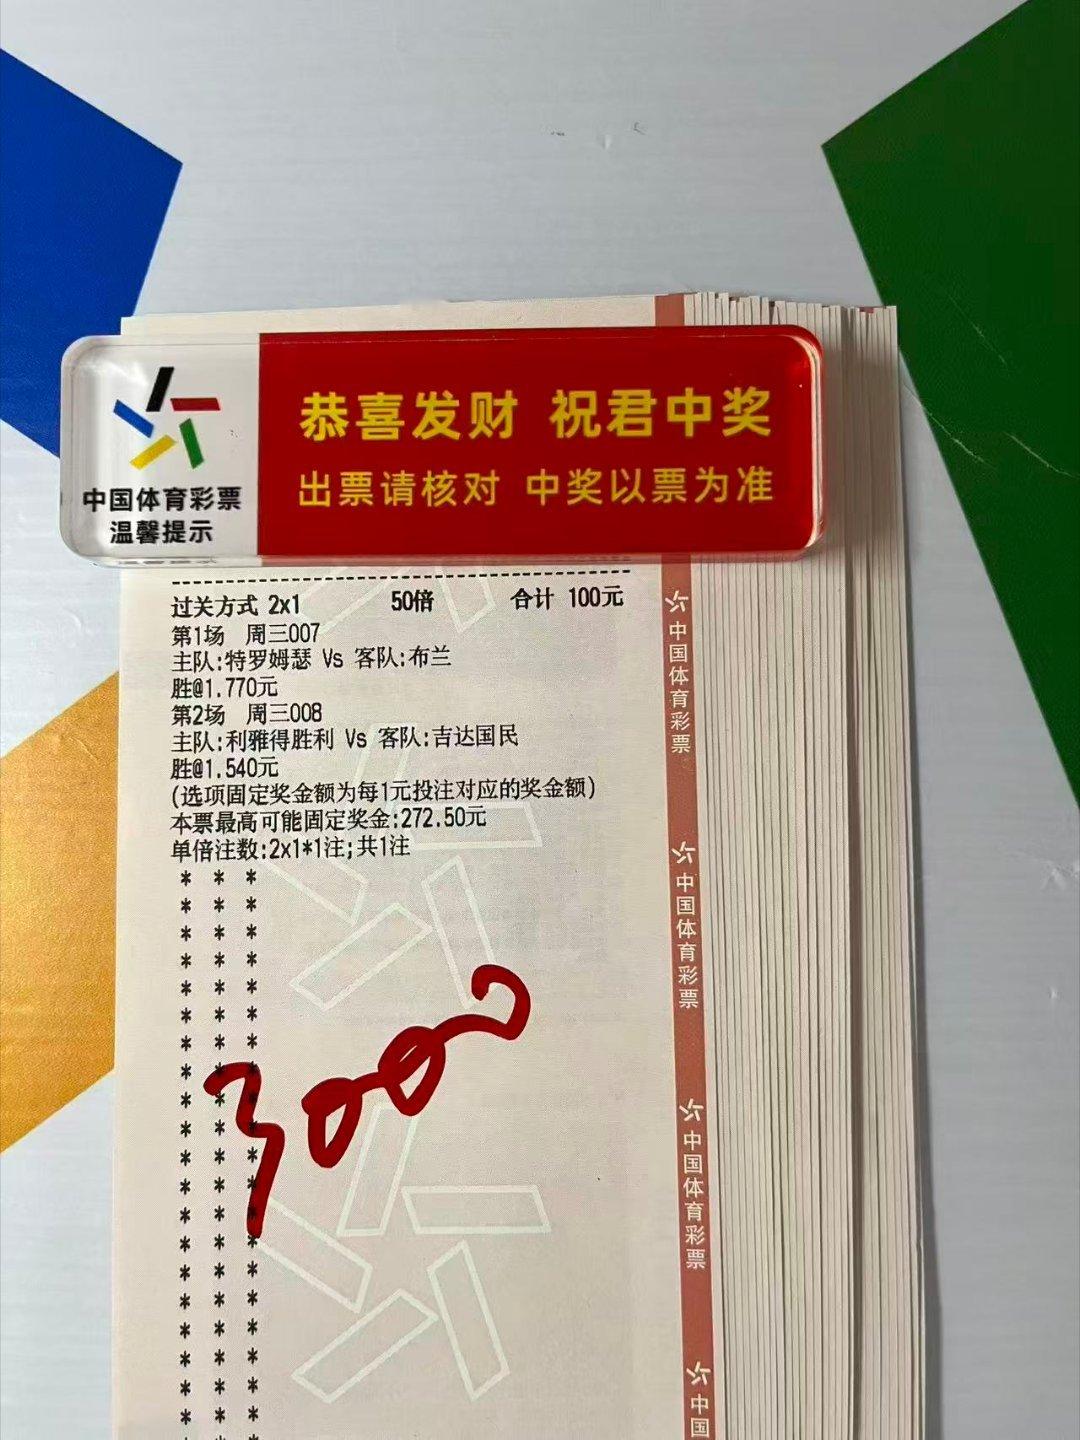 恭喜发财 祝君中奖
出票请核对 中奖以票为准
中国体育彩票
温馨提示
过关方式 2x1 50倍 合计 100元
第1场 周三007
主队:特罗姆瑟 Vs 客队:布兰
胜@1.770元
第2场 周三008
主队:利雅得胜利 Vs 客队:吉达国民
胜@1.540元
(选项固定奖金额为每1元投注对应的奖金额)
本票最高可能固定奖金:272.50元
单倍注数:2x1*1注;共1注
3000
中国体育彩票
中国体育彩票
中国体育彩票
中国